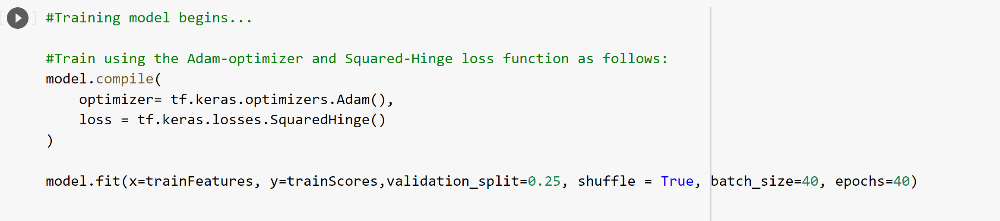 #Training model begins...
#Train using the Adam-optimizer and Squared-Hinge loss function as follows:
model.compile(
    optimizer= tf.keras.optimizers.Adam(),
    loss = tf.keras.losses.SquaredHinge()
)
model.fit(x=trainFeatures, y=trainScores,validation_split=0.25, shuffle = True, batch_size=40, epochs=40)